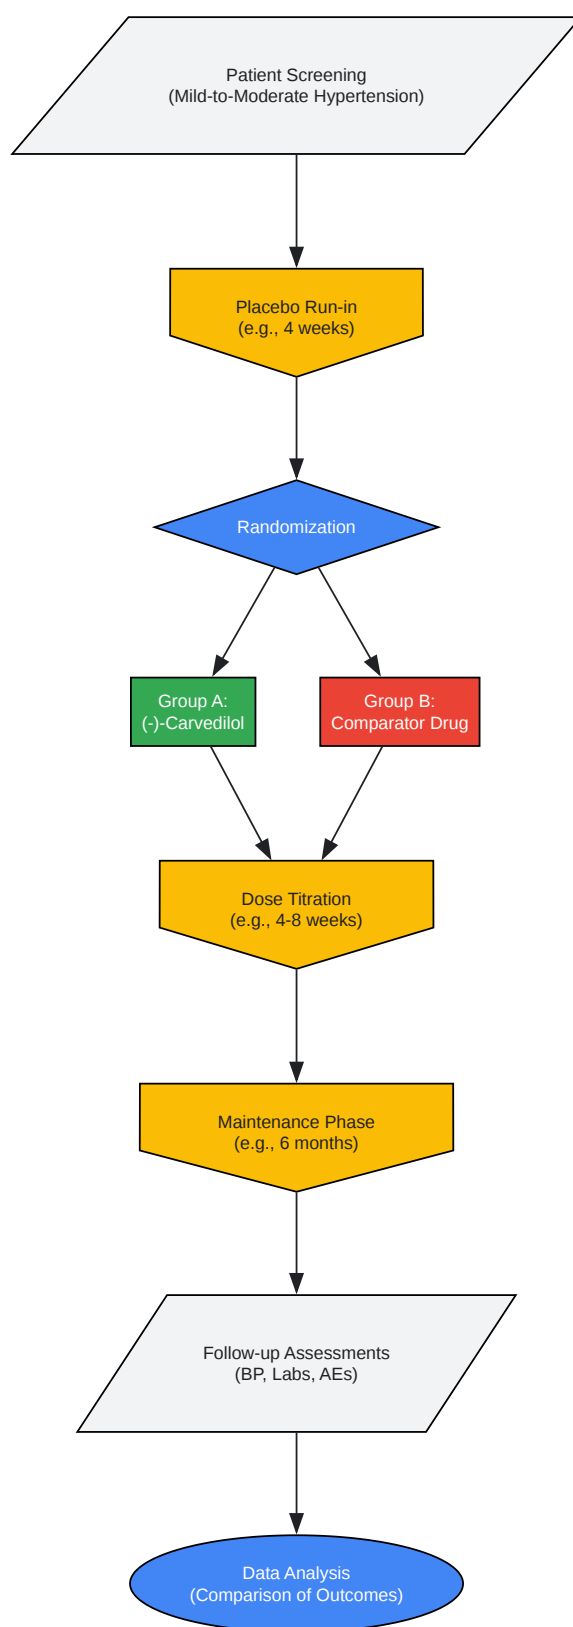 Patient Screening
(Mild-to-Moderate Hypertension)
Placebo Run-in
(e.g., 4 weeks)
Randomization
Group A:
(-)-Carvedilol
Group B:
Comparator Drug
Dose Titration
(e.g., 4-8 weeks)
Maintenance Phase
(e.g., 6 months)
Follow-up Assessments
(BP, Labs, AEs)
Data Analysis
(Comparison of Outcomes)